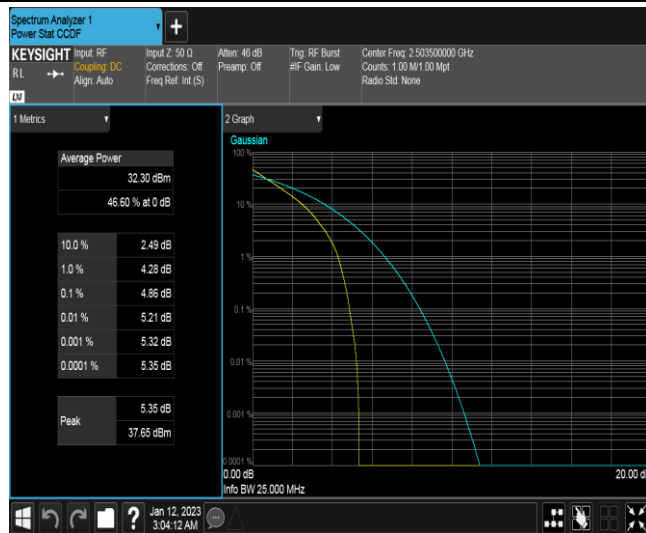 Spectrum Analyzer 1
Power Stat CCDF
+
KEYSIGHT
RL
Input: RF
Coupling: DC
Align: Auto
Input Z: 50 Ω
Corrections: Off
Freq Ref: Int (S)
Atten: 46 dB
Preamp: Off
Trig: RF Burst
#IF Gain: Low
Center Freq: 2.503500000 GHz
Counts: 1.00 M/1.00 Mpt
Radio Std: None
LXI
1 Metrics
Average Power
32.30 dBm
46.60 % at 0 dB
10.0 % 2.49 dB
1.0 % 4.28 dB
0.1 % 4.86 dB
0.01 % 5.21 dB
0.001 % 5.32 dB
0.0001 % 5.35 dB
Peak
5.35 dB
37.65 dBm
2 Graph
Gaussian
100 %
10 %
1 %
0.1 %
0.01 %
0.001 %
0.0001 %
0.00 dB
20.00 d
Info BW 25.000 MHz
?
Jan 12, 2023
3:04:12 AM